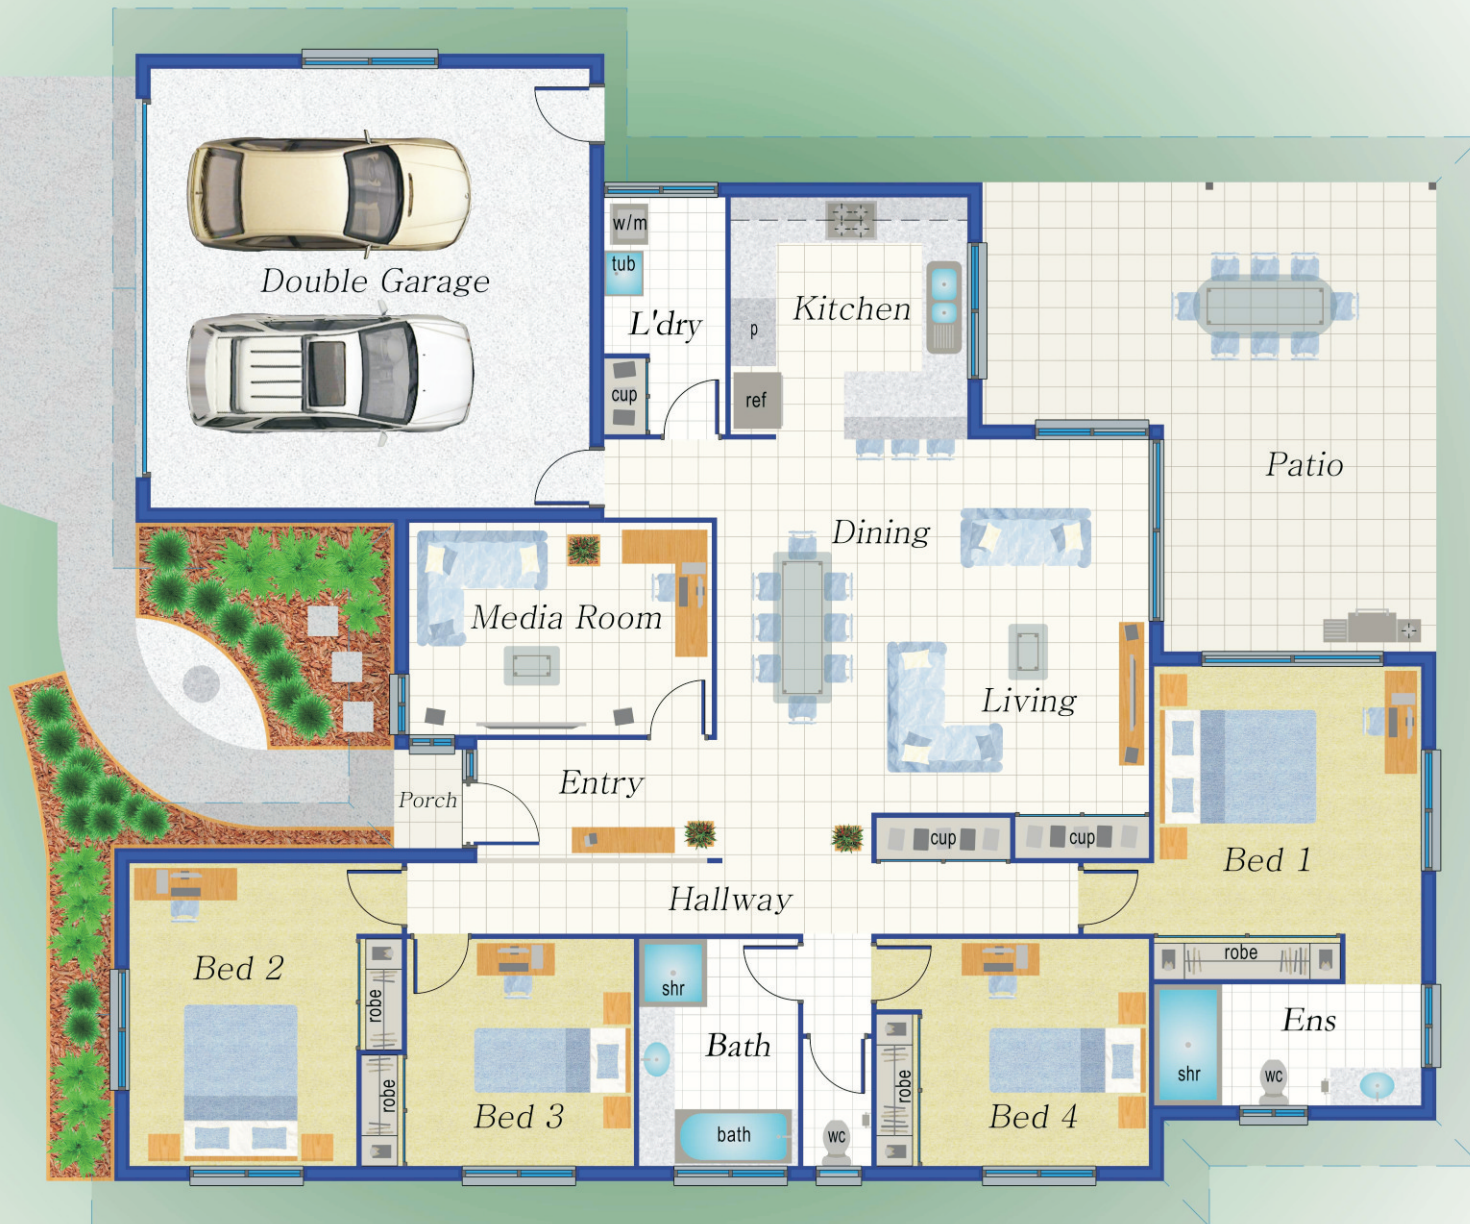 w/m
tub
Double Garage
L'dry
Kitchen
p
cup
ref
Patio
Dining
Media Room
Living
Entry
Porch
cup
cup
Bed 1
Hallway
Bed 2
robe
robe
shr
Bath
robe
Ens
shr
wc
robe
Bed 3
Bed 4
bath
wc